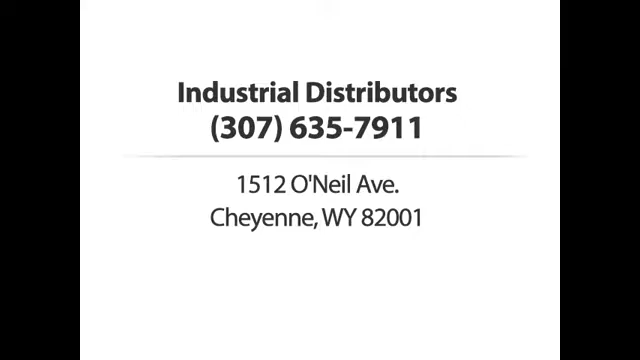 Industrial Distributors
(307) 635-7911
1512 O'Neil Ave.
Cheyenne, WY 82001